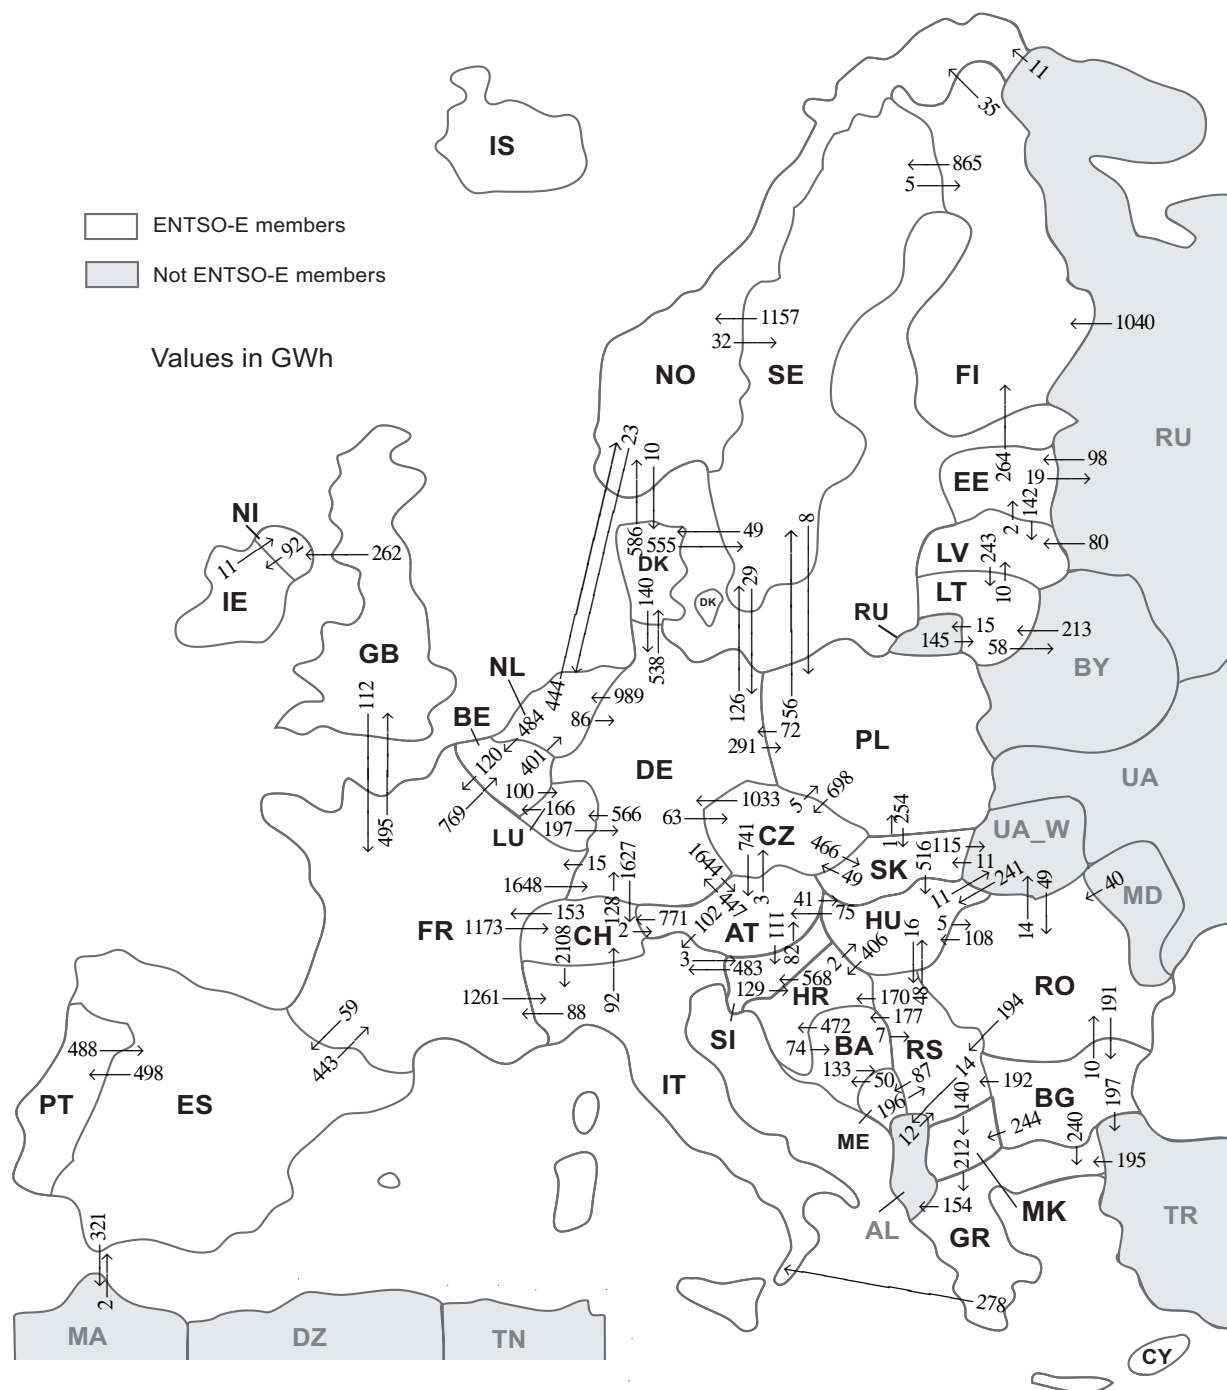 11
35
IS
865
5
ENTSO-E members
Not ENTSO-E members
1157
1040
32
Values in GWh
NO
SE
FI
RU
23
10
98
264
19
EE
142
NI
8
49
586
555
2
92
262
243
80
LV
DK
11
29
140
10
LT
IE
DK
RU
15
213
145
58
GB
BY
NL
538
112
444
989
126
56
BE
484
86
72
PL
291
120
401
DE
UA
698
100
1033
5
254
769
166
566
63
UA_W
LU
197
CZ
741
1
115
495
466
516
1644
SK
11
15
1627
49
241
40
1648
447
3
11
49
MD
128
41
153
102
75
HU
771
FR
1173
CH
2
AT
111
16
5
14
2108
82
406
108
3
483
2
568
1261
92
129
HR
170
48
RO
59
88
177
194
191
SI
472
7
488
74
BA
RS
443
14
498
133
87
10
IT
50
140
192
197
PT
ES
196
BG
240
244
12
ME
212
195
321
154
MK
AL
GR
TR
2
278
MA
DZ
TN
CY